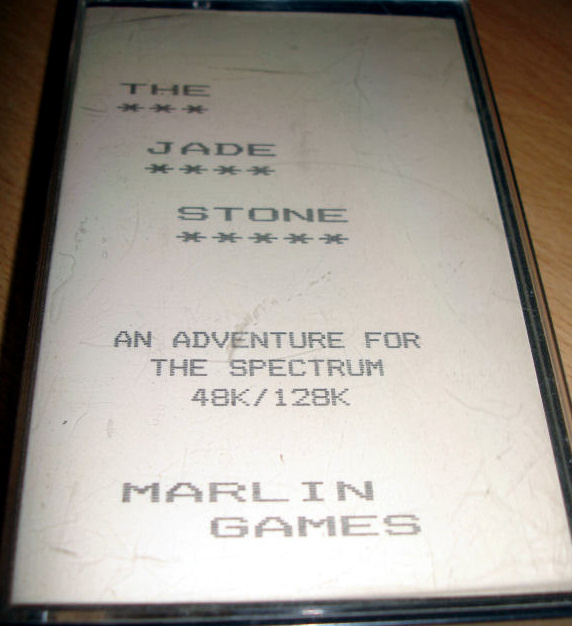 THE
***
JADE
****
STONE
*****
AN ADVENTURE FOR
THE SPECTRUM
48K/128K
MARLIN
GAMES